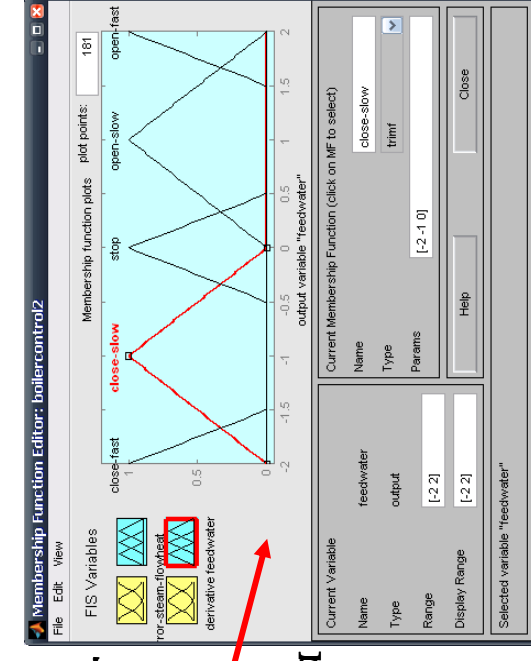 Membership Function Editor: boilercontrol2
File Edit View
FIS Variables
Membership function plots
plot points:
181
ror-steam-flowheat
derivative feedwater
close-fast
close-slow
stop
open-slow
open-fast
1
0.5
0
-2 -1.5 -1 -0.5 0 0.5 1 1.5 2
output variable "feedwater"
Current Variable
Name feedwater
Type output
Range [-2 2]
Display Range [-2 2]
Current Membership Function (click on MF to select)
Name close-slow
Type trimf
Params [-2 -1 0]
Help Close
Selected variable "feedwater"